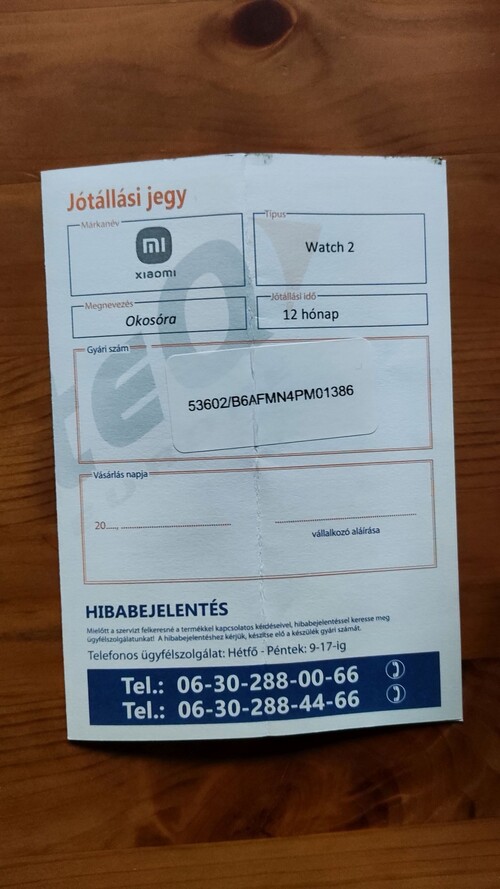 Jótállási jegy
Márkanév
mi
xiaomi
Típus
Watch 2
Megnevezés
Okosóra
Jótállási idő
12 hónap
Gyári szám
53602/B6AFMN4PM01386
Vásárlás napja
20....., ........................................
........................................
vállalkozó aláírása
HIBABEJELENTÉS
Mielőtt a szervizt felkeresné a termékkel kapcsolatos kérdéseivel, hibabejelentéssel keresse meg
ügyfélszolgálatunkat! A hibabejelentéshez kérjük, készítse elő a készülék gyári számát.
Telefonos ügyfélszolgálat: Hétfő - Péntek: 9-17-ig
Tel.: 06-30-288-00-66
Tel.: 06-30-288-44-66